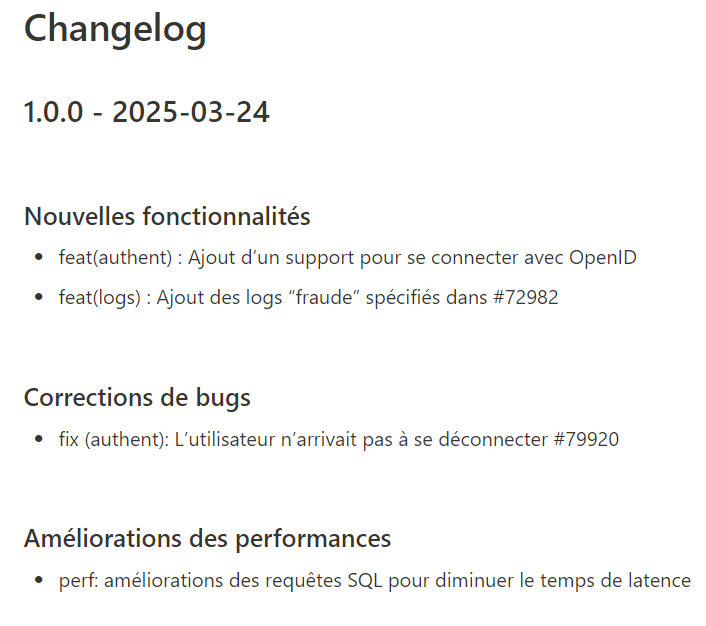 Changelog
1.0.0 - 2025-03-24
Nouvelles fonctionnalités
• feat(authent) : Ajout d’un support pour se connecter avec OpenID
• feat(logs) : Ajout des logs “fraude” spécifiés dans #72982
Corrections de bugs
• fix (authent): L’utilisateur n’arrivait pas à se déconnecter #79920
Améliorations des performances
• perf: améliorations des requêtes SQL pour diminuer le temps de latence